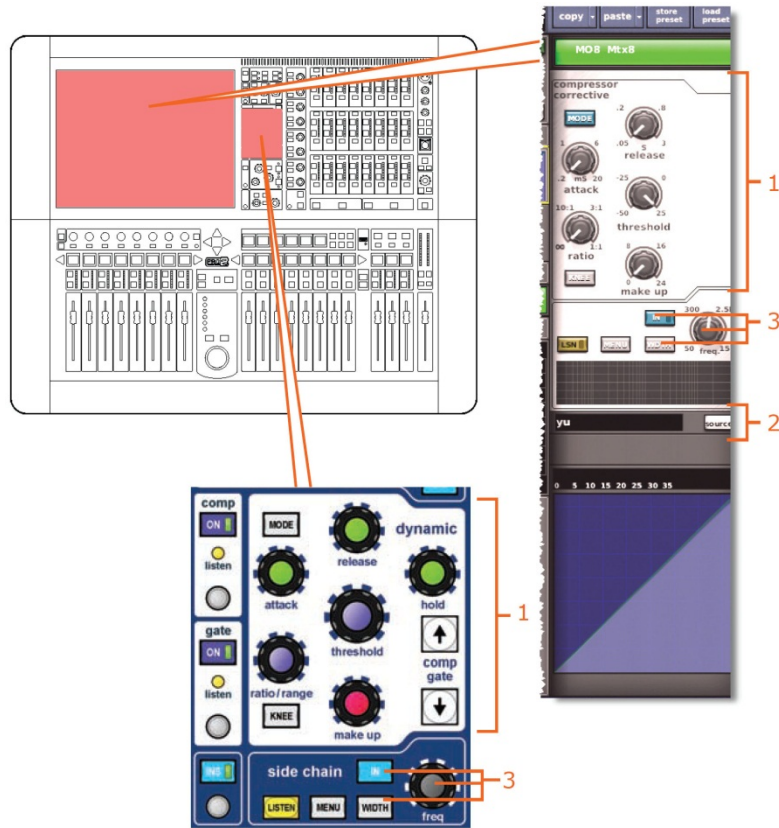 copy
paste
store
preset
load
preset
MO8 Mtx8
compressor
corrective
MODE
.2 .8
.05 5 3
release
1 6
.2 mS 20
attack
-25 0
-50 25
threshold
10:1 3:1
1:1
ratio
KNEE
8 16
0 24
make up
1
IN
300
50
freq.
3
LSN
MENU
yu
source
2
0 5 10 15 20 25 30 35
comp
ON
listen
gate
ON
listen
INS
MODE
release
dynamic
attack
hold
threshold
comp
gate
ratio/range
KNEE
make up
1
side chain
IN
LISTEN
MENU
WIDTH
freq
3